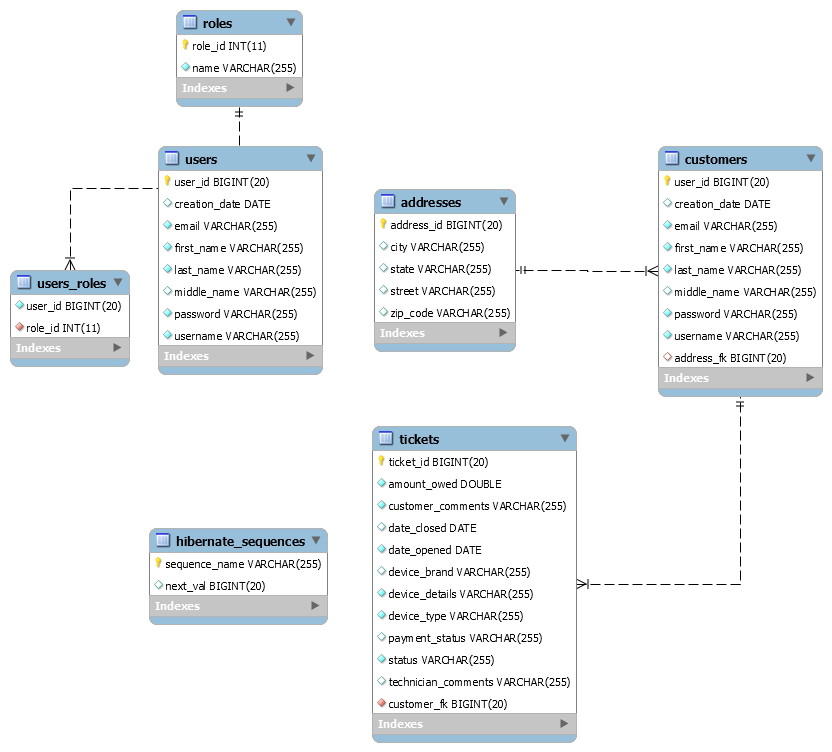 roles
role_id INT(11)
name VARCHAR(255)
Indexes
users
user_id BIGINT(20)
creation_date DATE
email VARCHAR(255)
first_name VARCHAR(255)
last_name VARCHAR(255)
middle_name VARCHAR(255)
password VARCHAR(255)
username VARCHAR(255)
Indexes
users_roles
user_id BIGINT(20)
role_id INT(11)
Indexes
addresses
address_id BIGINT(20)
city VARCHAR(255)
state VARCHAR(255)
street VARCHAR(255)
zip_code VARCHAR(255)
Indexes
customers
user_id BIGINT(20)
creation_date DATE
email VARCHAR(255)
first_name VARCHAR(255)
last_name VARCHAR(255)
middle_name VARCHAR(255)
password VARCHAR(255)
username VARCHAR(255)
address_fk BIGINT(20)
Indexes
tickets
ticket_id BIGINT(20)
amount_owed DOUBLE
customer_comments VARCHAR(255)
date_closed DATE
date_opened DATE
device_brand VARCHAR(255)
device_details VARCHAR(255)
device_type VARCHAR(255)
payment_status VARCHAR(255)
status VARCHAR(255)
technician_comments VARCHAR(255)
customer_fk BIGINT(20)
Indexes
hibernate_sequences
sequence_name VARCHAR(255)
next_val BIGINT(20)
Indexes